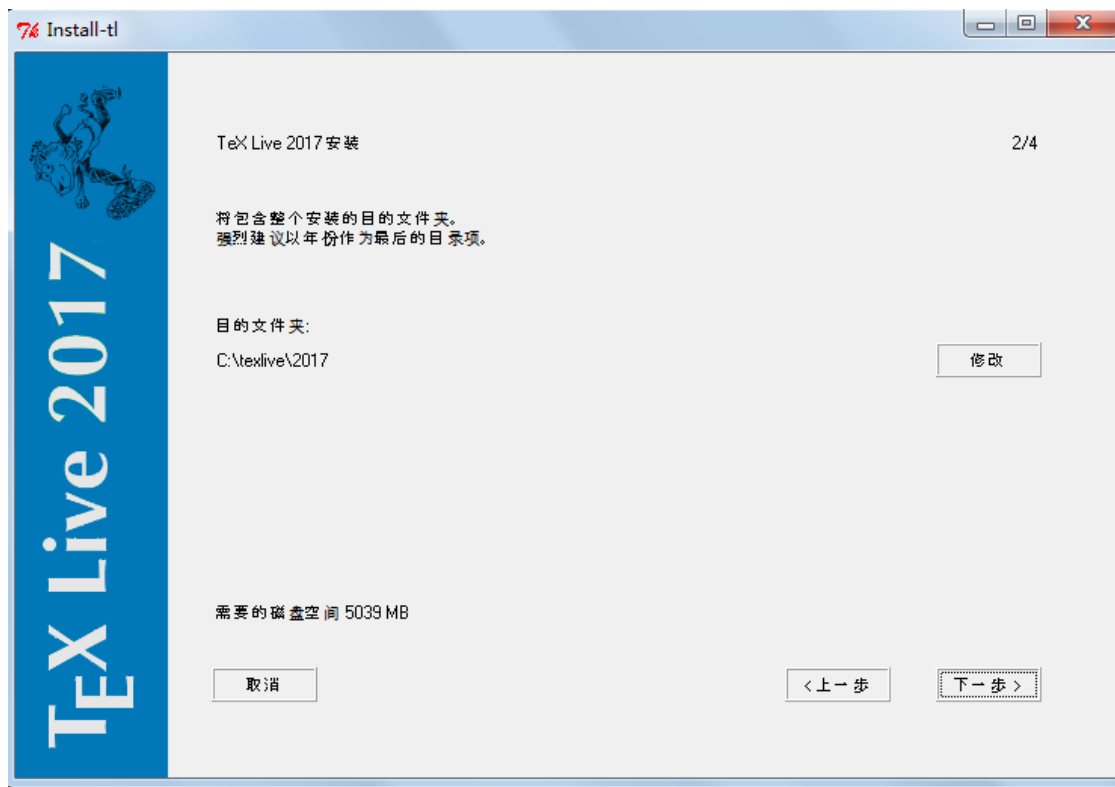 Install-tl
TeX Live 2017
TeX Live 2017 安装
2/4
将包含整个安装的目的文件夹。
强烈建议以年份作为最后的目录项。
目的文件夹:
C:\texlive\2017
修改
需要的磁盘空间 5039 MB
取消
<上一步
下一步>